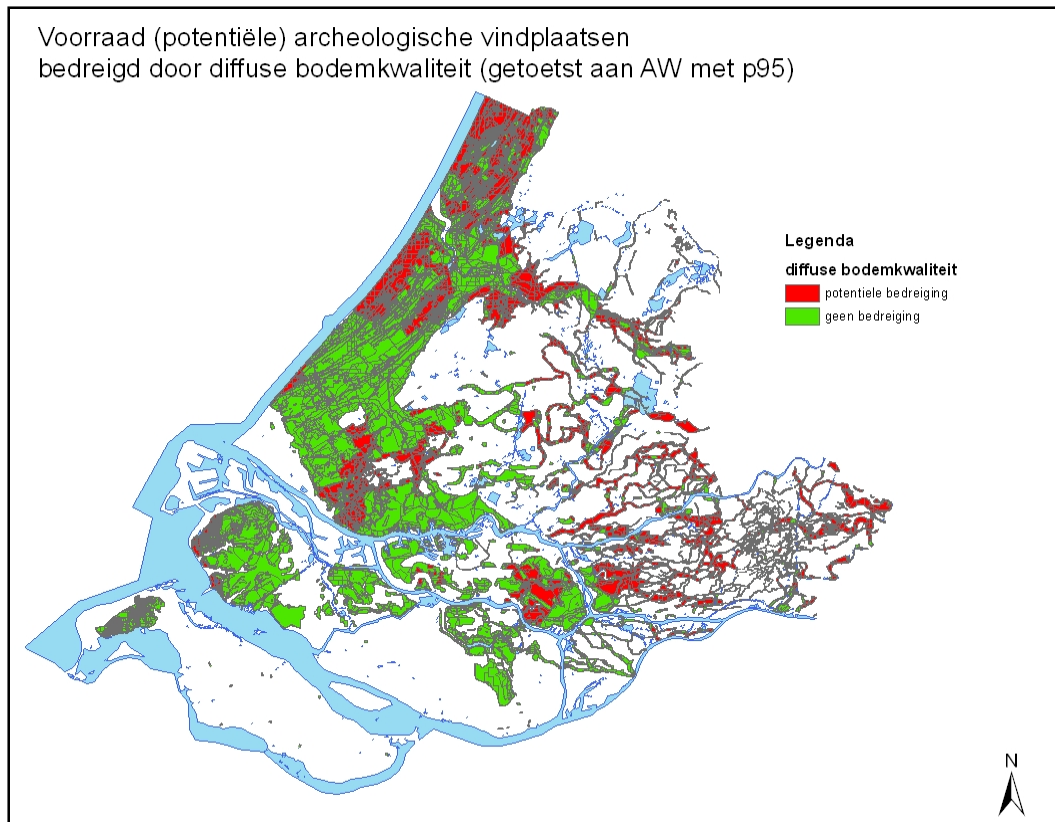 Voorraad (potentiële) archeologische vindplaatsen
bedreigd door diffuse bodemkwaliteit (getoetst aan AW met p95)
Legenda
diffuse bodemkwaliteit
potentiele bedreiging
geen bedreiging
N